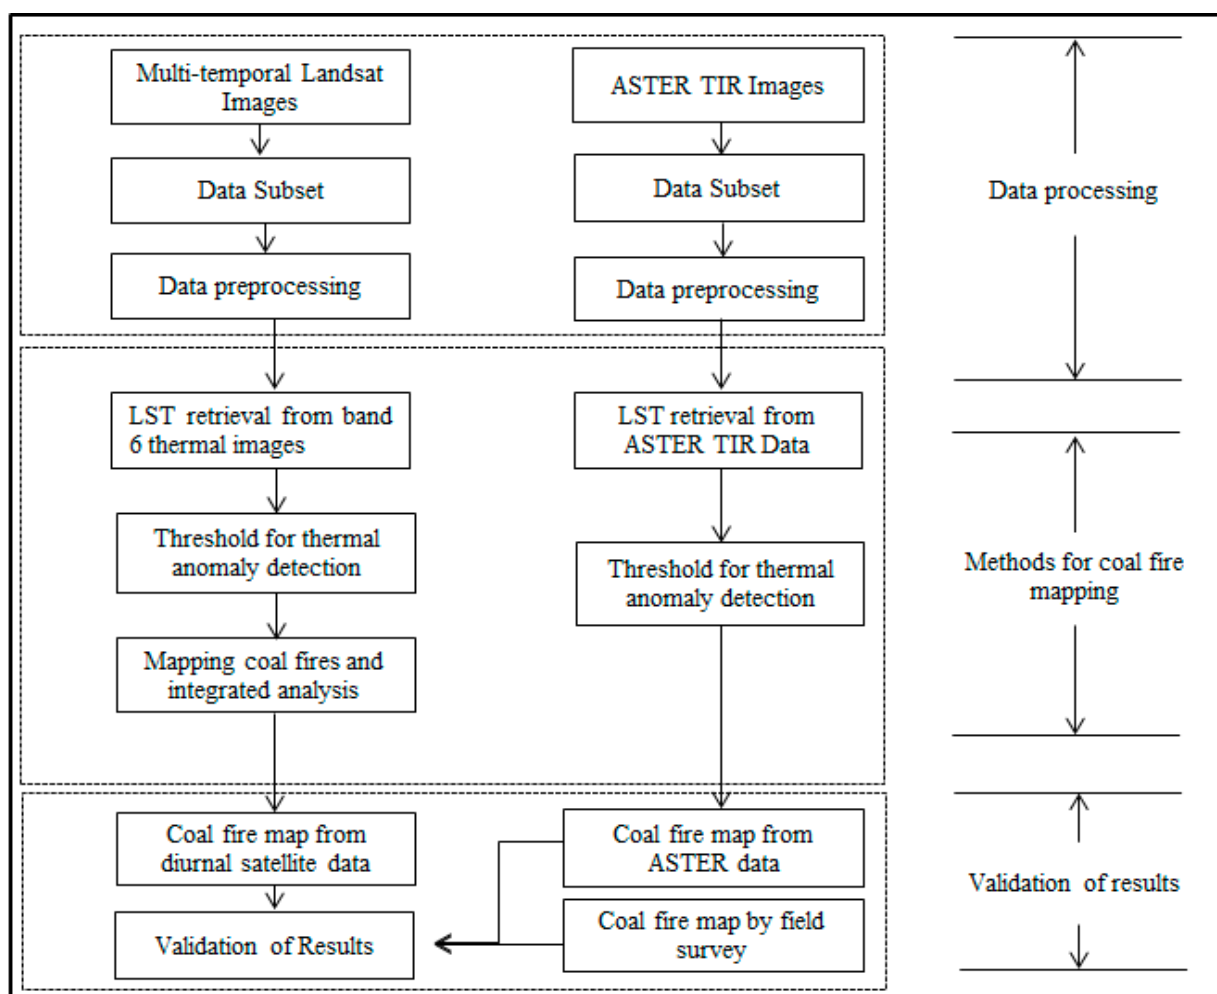 Multi-temporal Landsat
Images
ASTER TIR Images
Data Subset
Data Subset
Data processing
Data preprocessing
Data preprocessing
LST retrieval from band
6 thermal images
LST retrieval from
ASTER TIR Data
Threshold for thermal
anomaly detection
Threshold for thermal
anomaly detection
Methods for coal fire
mapping
Mapping coal fires and
integrated analysis
Coal fire map from
diurnal satellite data
Coal fire map from
ASTER data
Validation of results
Validation of Results
Coal fire map by field
survey